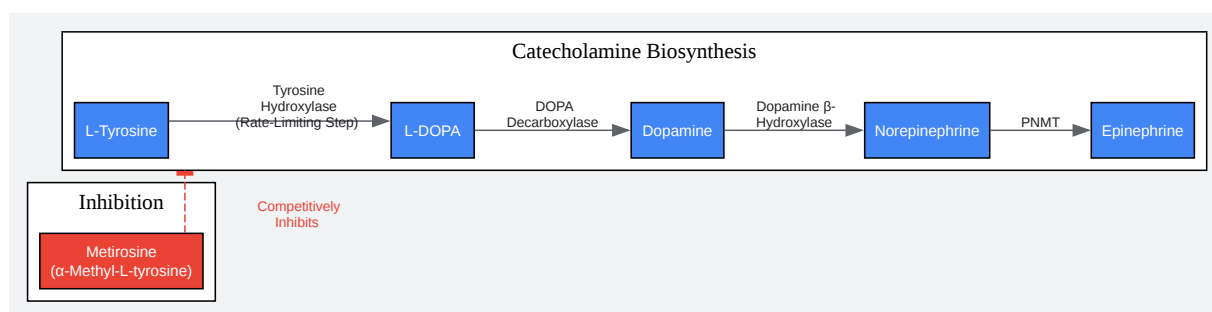 Catecholamine Biosynthesis
L-Tyrosine
Tyrosine
Hydroxylase
(Rate-Limiting Step)
L-DOPA
DOPA
Decarboxylase
Dopamine
Dopamine β-
Hydroxylase
Norepinephrine
PNMT
Epinephrine
Inhibition
Competitively
Inhibits
Metirosine
(α-Methyl-L-tyrosine)